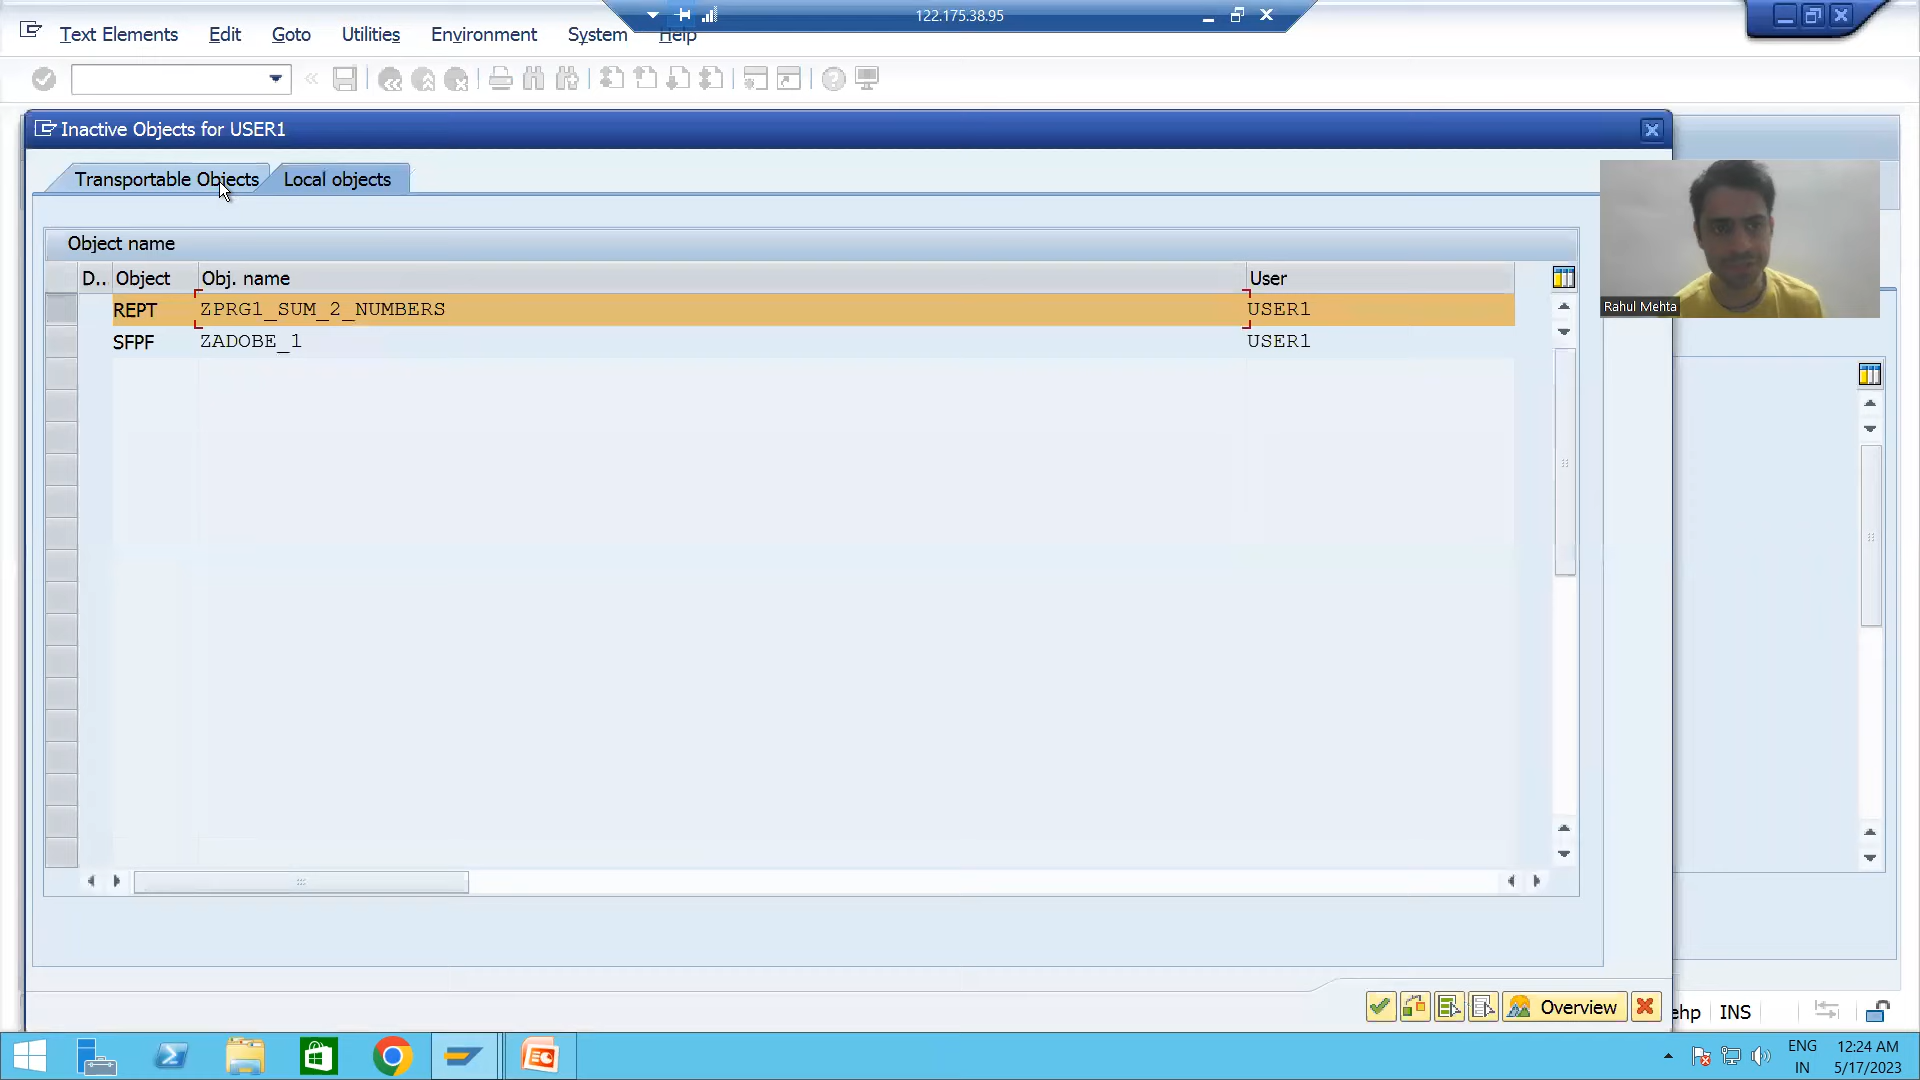 122.175.38.95
Text Elements Edit Goto Utilities Environment System Help
Inactive Objects for USER1
Transportable Objects Local objects
Object name
D.. Object Obj. name User
REPT ZPRG1_SUM_2_NUMBERS USER1
SFPF ZADOBE_1 USER1
Rahul Mehta
Overview
ehp INS
ENG 12:24 AM
IN 5/17/2023